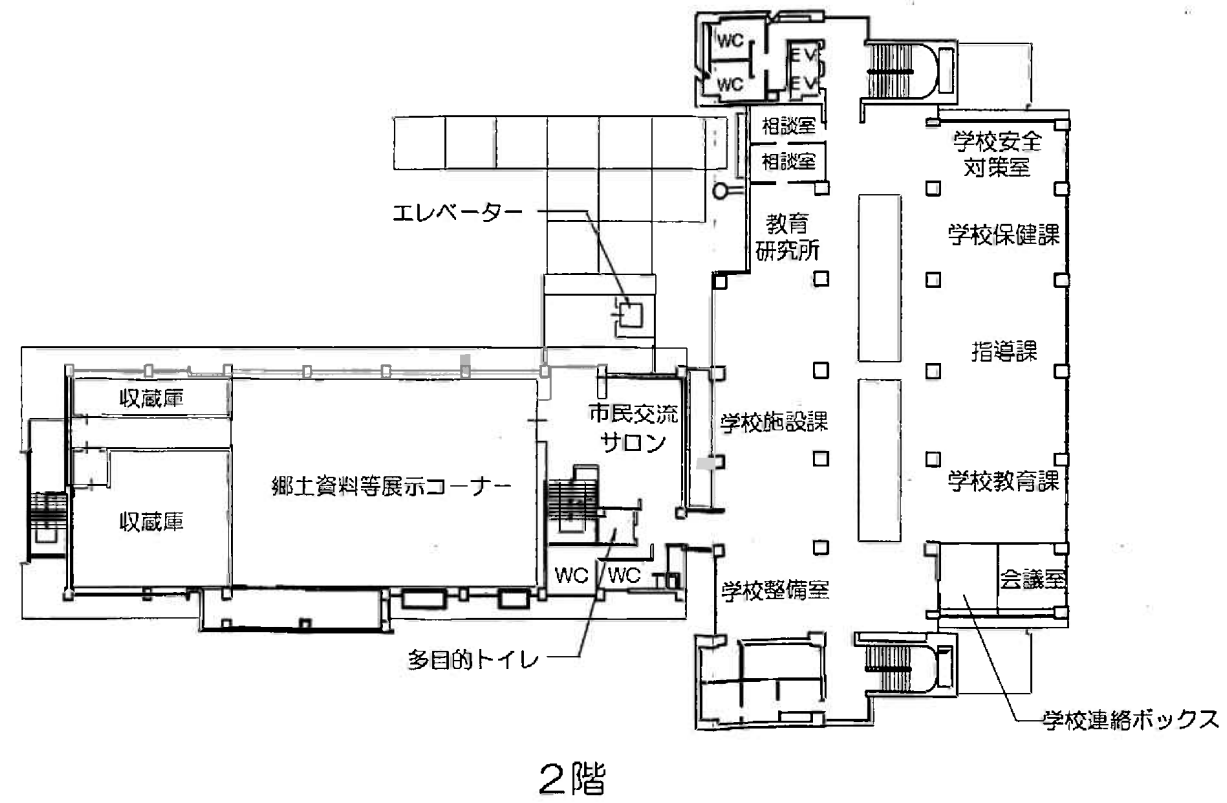 WC
EV
WC
EV
相談室
相談室
学校安全
対策室
エレベーター
教育
研究所
学校保健課
指導課
収蔵庫
市民交流
サロン
学校施設課
郷土資料等展示コーナー
収蔵庫
学校教育課
WC
WC
学校整備室
会議室
多目的トイレ
学校連絡ボックス
2階